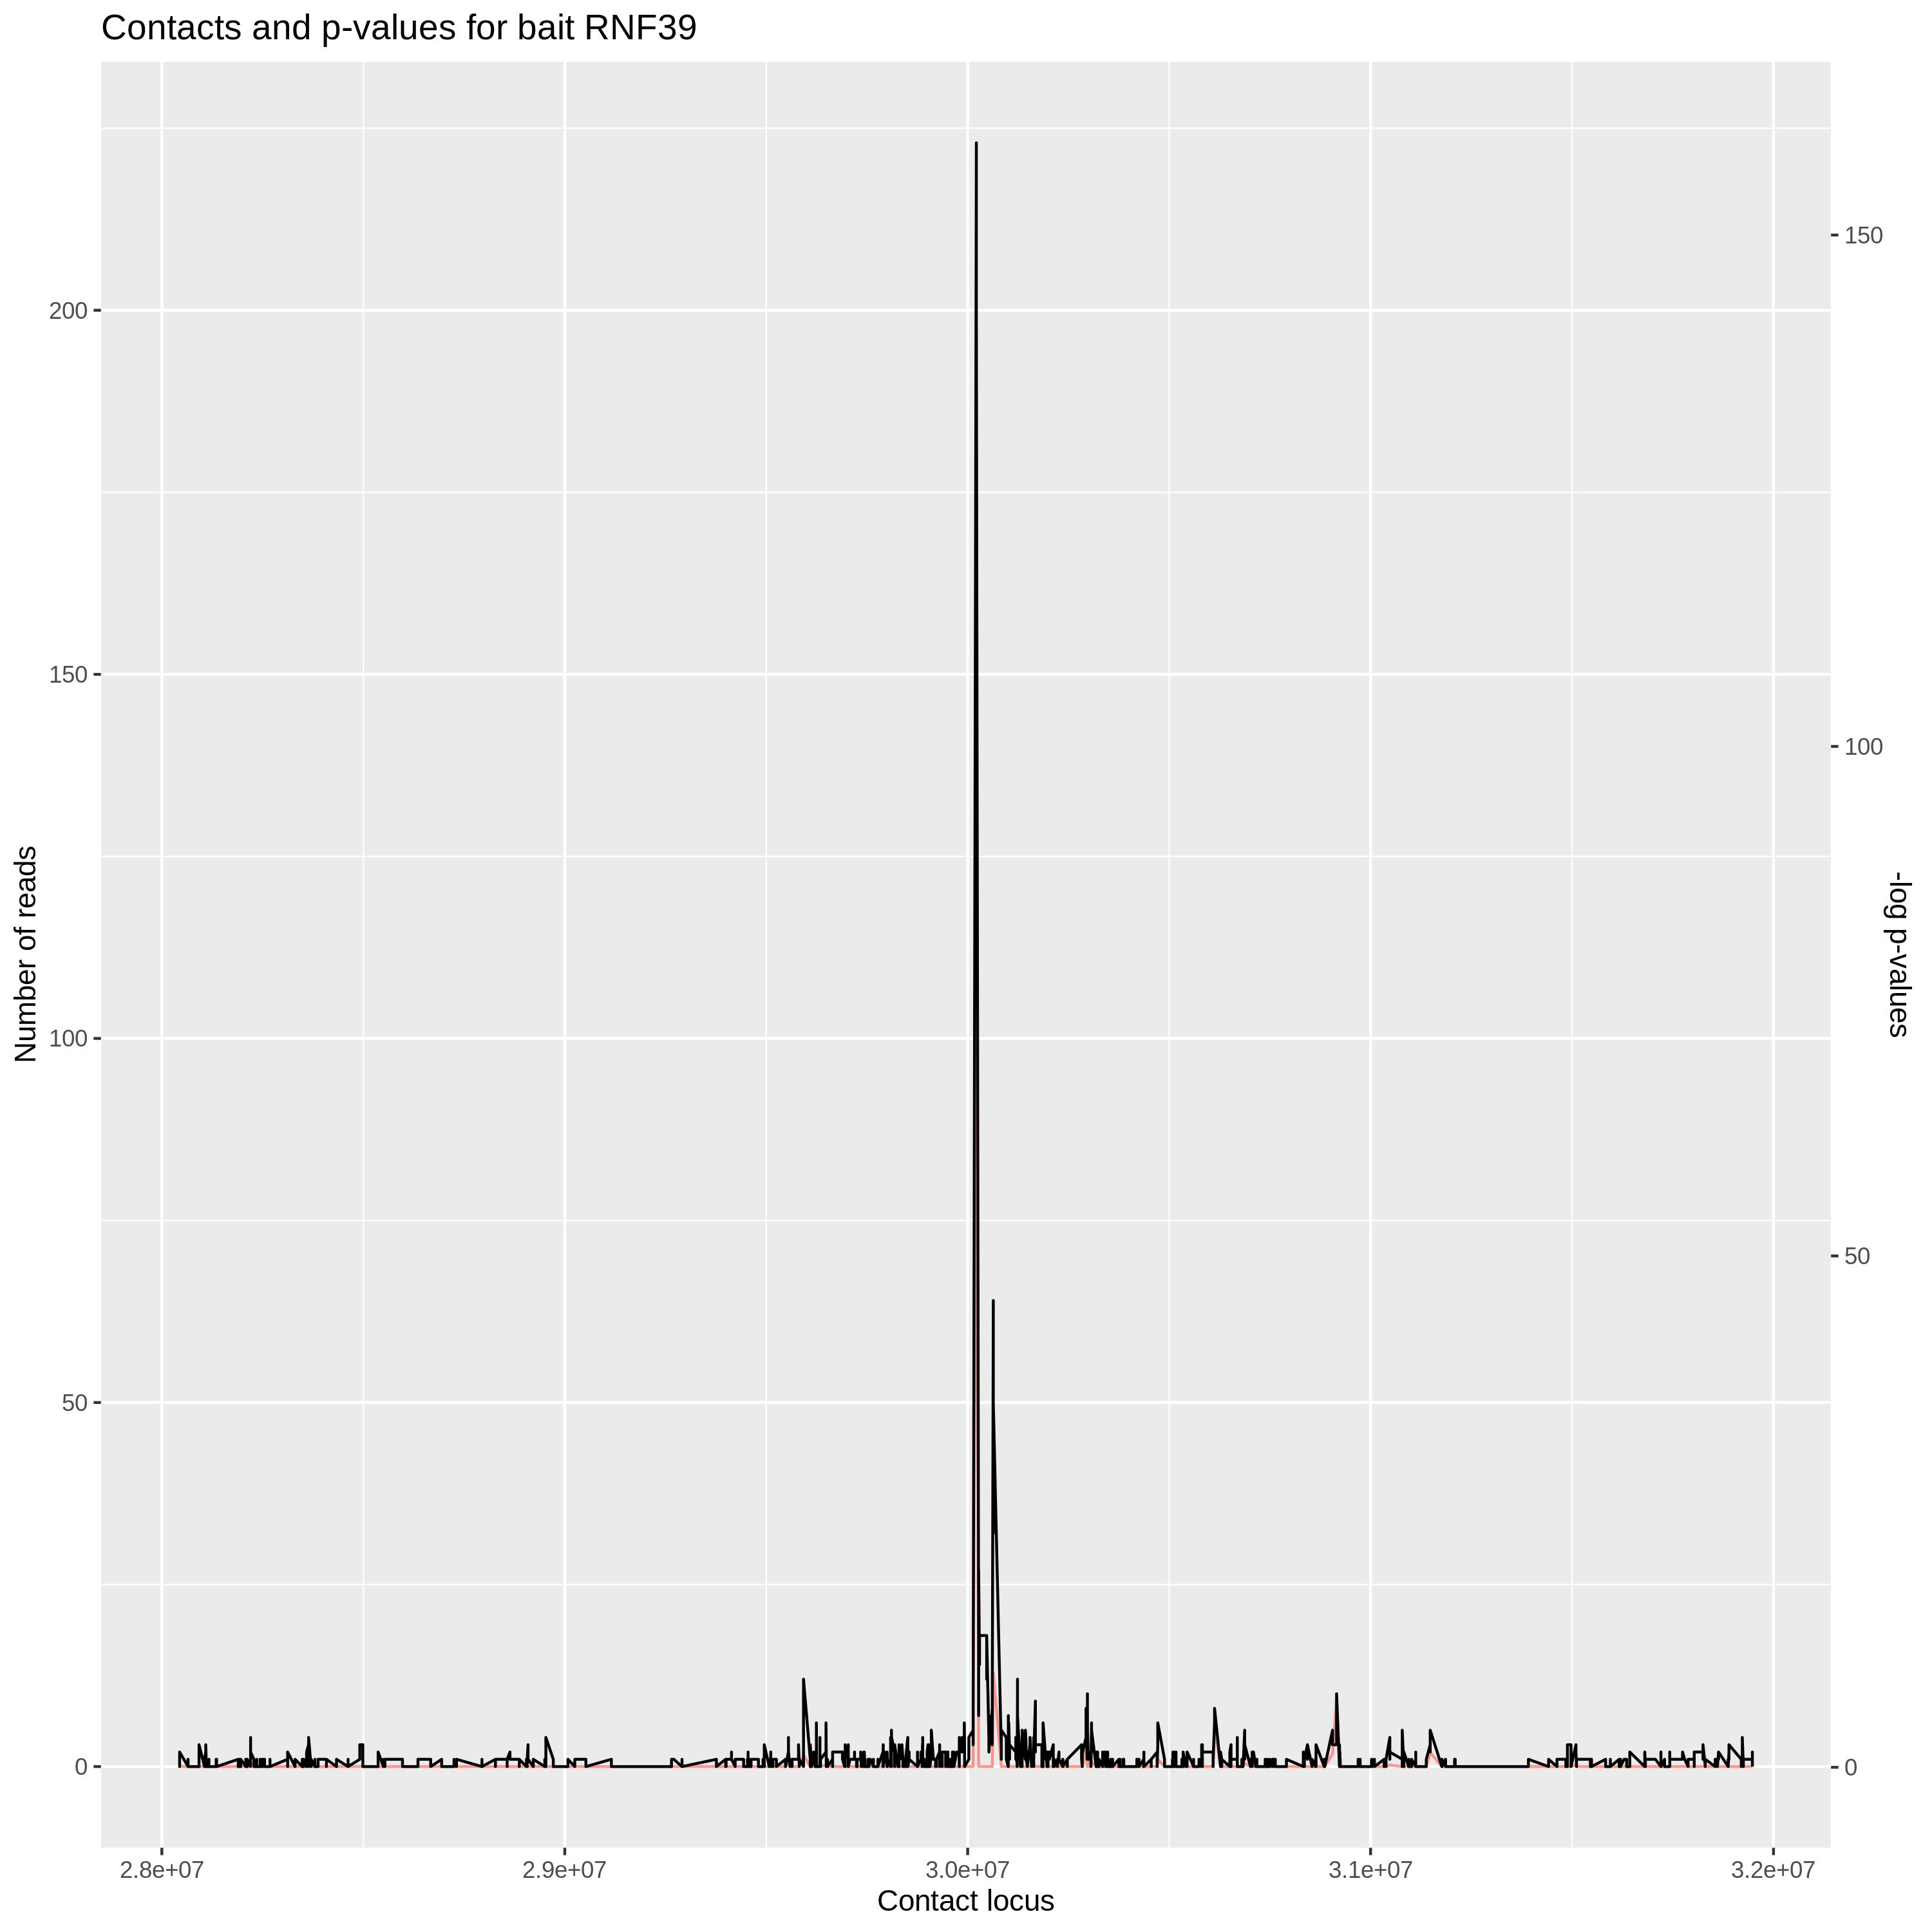 Contacts and p-values for bait RNF39
Number of reads
200
150
100
50
0
150
100
50
0
-log p-values
2.8e+07 2.9e+07 3.0e+07 3.1e+07 3.2e+07
Contact locus